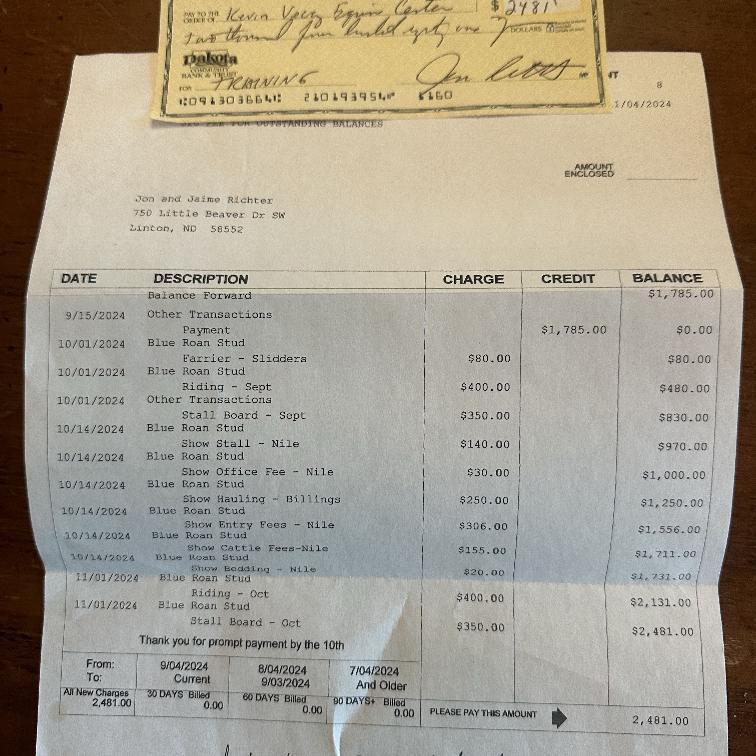 PAY TO THE
ORDER OF Kevin Equine Center $ 2481
Two thousand four hundred eighty one DOLLARS
Dakota
COMMUNITY
BANK & TRUST
FOR TRAINING
8
1/04/2024
FEE FOR OUTSTANDING BALANCES
AMOUNT
ENCLOSED
Jon and Jaime Richter
750 Little Beaver Dr SW
Linton, ND 58552
DATE DESCRIPTION CHARGE CREDIT BALANCE
Balance Forward $1,785.00
9/15/2024 Other Transactions
Payment $1,785.00 $0.00
10/01/2024 Blue Roan Stud
Farrier - Slidders $80.00 $80.00
10/01/2024 Blue Roan Stud
Riding - Sept $400.00 $480.00
10/01/2024 Other Transactions
Stall Board - Sept $350.00 $830.00
10/14/2024 Blue Roan Stud
Show Stall - Nile $140.00 $970.00
10/14/2024 Blue Roan Stud
Show Office Fee - Nile $30.00 $1,000.00
10/14/2024 Blue Roan Stud
Show Hauling - Billings $250.00 $1,250.00
10/14/2024 Blue Roan Stud
Show Entry Fees - Nile $306.00 $1,556.00
10/14/2024 Blue Roan Stud
Show Cattle Fees-Nile $155.00 $1,711.00
10/14/2024 Blue Roan Stud
Show Bedding - Nile $20.00 $1,731.00
11/01/2024 Blue Roan Stud
Riding - Oct $400.00 $2,131.00
11/01/2024 Blue Roan Stud
Stall Board - Oct $350.00 $2,481.00
Thank you for prompt payment by the 10th
From: 9/04/2024 8/04/2024 7/04/2024
To: Current 9/03/2024 And Older
All New Charges 30 DAYS Billed 60 DAYS Billed 90 DAYS+ Billed
2,481.00 0.00 0.00 0.00
PLEASE PAY THIS AMOUNT 2,481.00